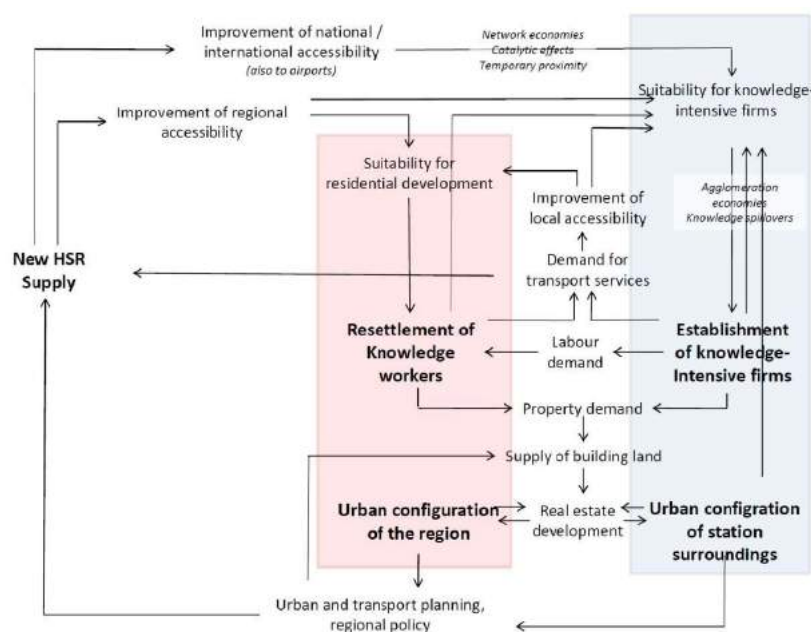 Improvement of national /
international accessibility
(also to airports)
Network economies
Catalytic affects
Temporary proximity
Suitability for knowledge-
intensive firms
Improvement of regional
accessibility
Suitability for
residential development
Improvement of
local accessibility
Agglomeration
economies
Knowledge spillovers
New HSR
Supply
Demand for
transport services
Resettlement of
Knowledge
workers
Labour
demand
Establishment
of knowledge-
Intensive firms
Property demand
Supply of building land
Urban configuration
of the region
Real estate
development
Urban configration
of station
surroundings
Urban and transport planning,
regional policy